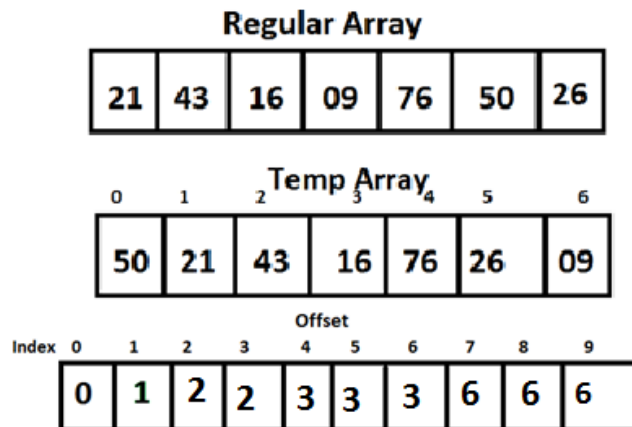 Regular Array
21 43 16 09 76 50 26
Temp Array
0 1 2 3 4 5 6
50 21 43 16 76 26 09
Offset
Index 0 1 2 3 4 5 6 7 8 9
0 1 2 2 3 3 3 6 6 6